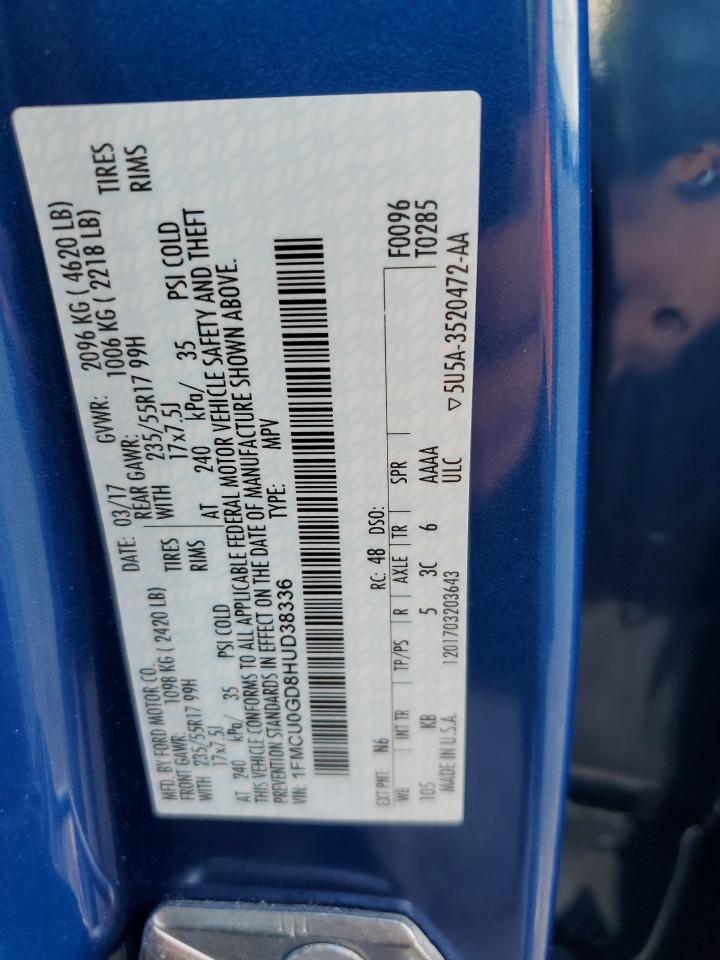 MFD. BY FORD MOTOR CO.
DATE: 03/17 GVWR: 2096 KG ( 4620 LB)
FRONT GAWR: 1098 KG ( 2420 LB)
REAR GAWR: 1006 KG ( 2218 LB)
WITH 235/55R17 99H TIRES
WITH 235/55R17 99H TIRES
17x7.5J RIMS
17x7.5J RIMS
AT 240 kPa/ 35 PSI COLD
AT 240 kPa/ 35 PSI COLD
THIS VEHICLE CONFORMS TO ALL APPLICABLE FEDERAL MOTOR VEHICLE SAFETY AND THEFT
PREVENTION STANDARDS IN EFFECT ON THE DATE OF MANUFACTURE SHOWN ABOVE.
VIN: 1FMCU0GD8HUD38336 TYPE: MPV
EXT PNT: N6 RC: 48 DSO: F0096
WB INT TR TP/PS R AXLE TR SPR T0285
105 KB 5 3C 6 AAAA
MADE IN U.S.A. 1201703203643 ULC ▽ 5U5A-3520472-AA